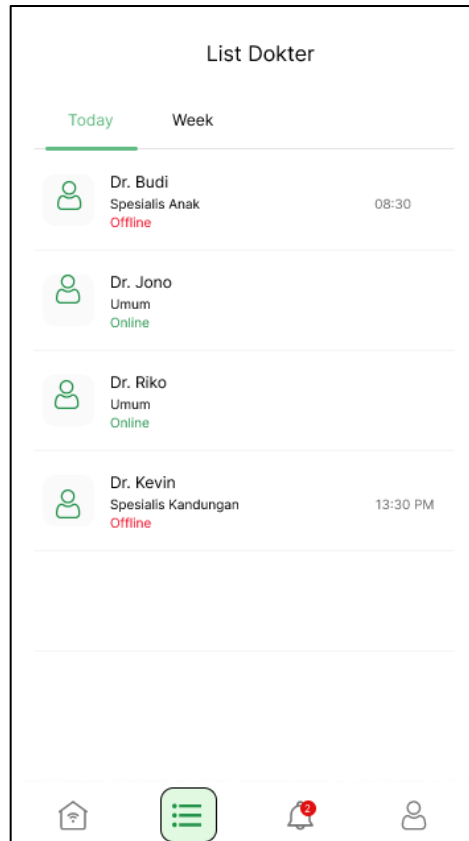 List Dokter
Today Week
Dr. Budi
Spesialis Anak 08:30
Offline
Dr. Jono
Umum
Online
Dr. Riko
Umum
Online
Dr. Kevin
Spesialis Kandungan 13:30 PM
Offline
2